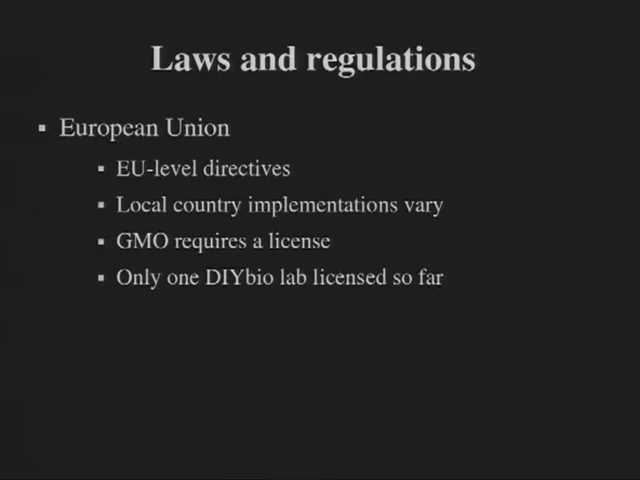 Laws and regulations
▪ European Union
▪ EU-level directives
▪ Local country implementations vary
▪ GMO requires a license
▪ Only one DIYbio lab licensed so far